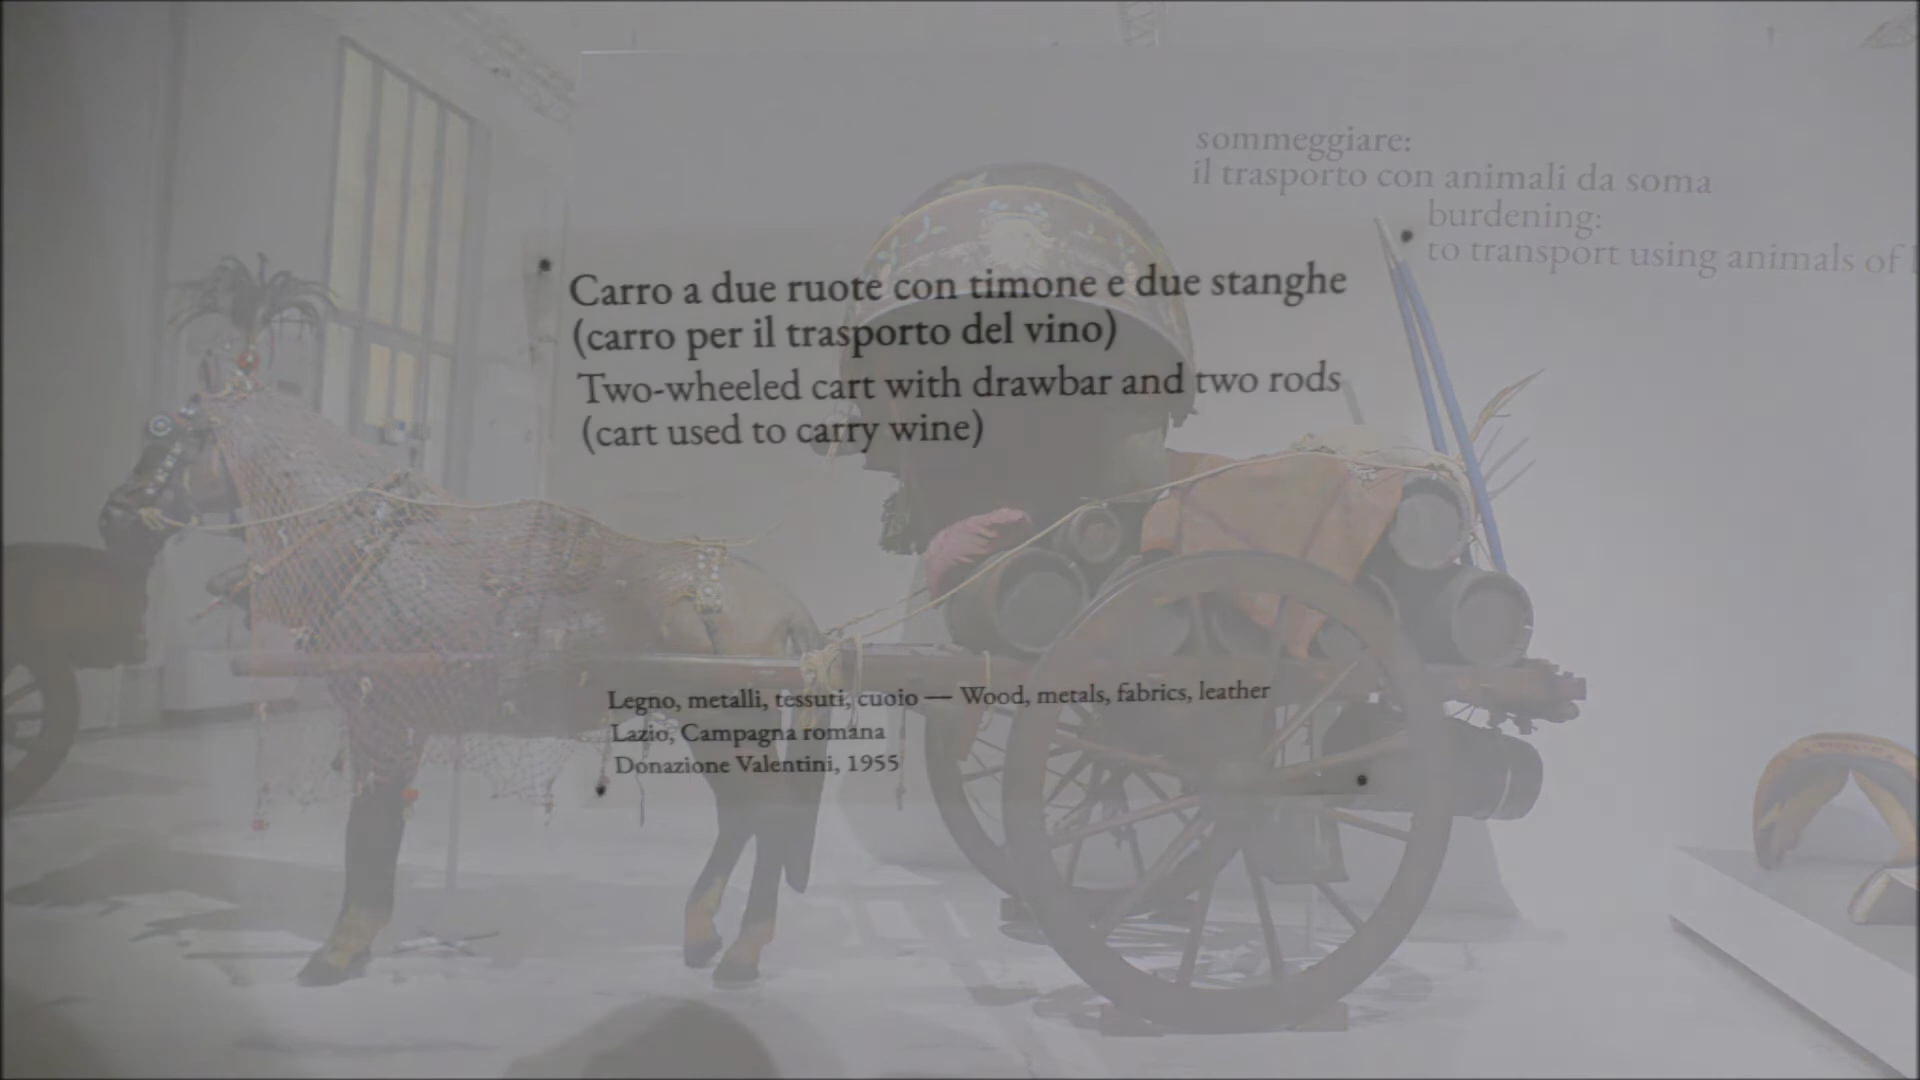 sommeggiare:
il trasporto con animali da soma
burdening:
to transport using animals of
Carro a due ruote con timone e due stanghe
(carro per il trasporto del vino)
Two-wheeled cart with drawbar and two rods
(cart used to carry wine)
Legno, metalli, tessuti, cuoio — Wood, metals, fabrics, leather
Lazio, Campagna romana
Donazione Valentini, 1955